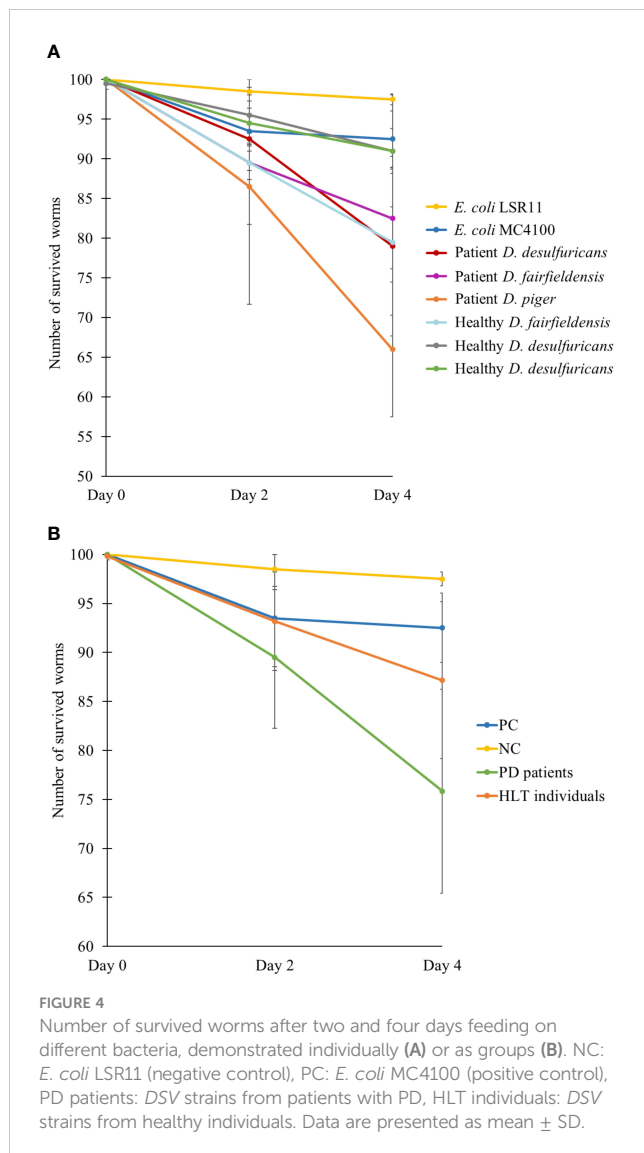 A
Number of survived worms
100
95
90
85
80
75
70
65
60
55
50
Day 0 Day 2 Day 4
E. coli LSR11
E. coli MC4100
Patient D. desulfuricans
Patient D. fairfieldensis
Patient D. piger
Healthy D. fairfieldensis
Healthy D. desulfuricans
Healthy D. desulfuricans
B
Number of survived worms
100
95
90
85
80
75
70
65
60
Day 0 Day 2 Day 4
PC
NC
PD patients
HLT individuals
FIGURE 4
Number of survived worms after two and four days feeding on
different bacteria, demonstrated individually (A) or as groups (B). NC:
E. coli LSR11 (negative control), PC: E. coli MC4100 (positive control),
PD patients: DSV strains from patients with PD, HLT individuals: DSV
strains from healthy individuals. Data are presented as mean ± SD.